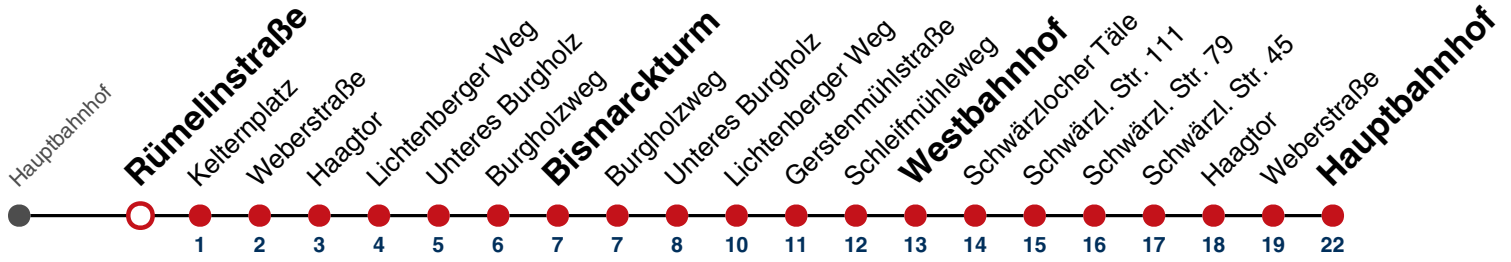 Hauptbahnhof
Rümelinstraße
Kelternplatz
Weberstraße
Haagtor
Lichtenberger Weg
Unteres Burgholz
Burgholzweg
Bismarckturm
Burgholzweg
Unteres Burgholz
Lichtenberger Weg
Gerstenmühlstraße
Schleifmühleweg
Westbahnhof
Schwärzlocher Täle
Schwärzl. Str. 111
Schwärzl. Str. 79
Schwärzl. Str. 45
Haagtor
Weberstraße
Hauptbahnhof
1 2 3 4 5 6 7 7 8 10 11 12 13 14 15 16 17 18 19 22